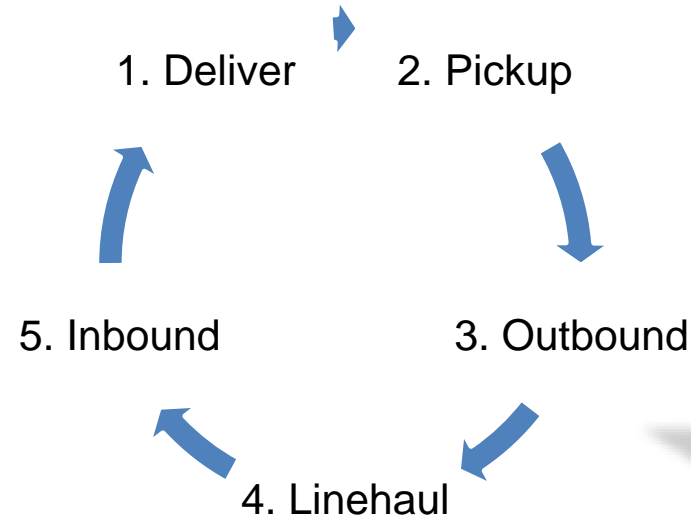 1. Deliver
2. Pickup
5. Inbound
3. Outbound
4. Linehaul